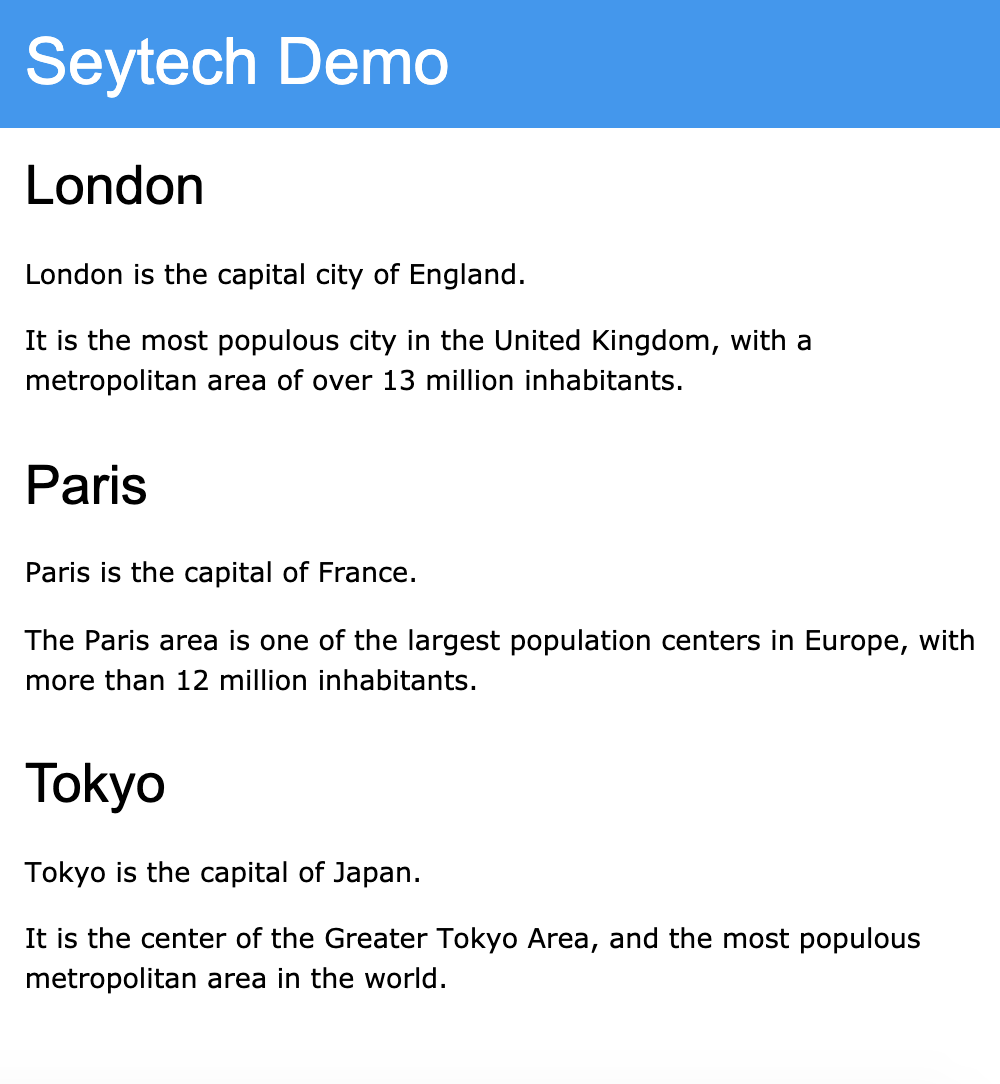 Seytech Demo
London
London is the capital city of England.
It is the most populous city in the United Kingdom, with a
metropolitan area of over 13 million inhabitants.
Paris
Paris is the capital of France.
The Paris area is one of the largest population centers in Europe, with
more than 12 million inhabitants.
Tokyo
Tokyo is the capital of Japan.
It is the center of the Greater Tokyo Area, and the most populous
metropolitan area in the world.